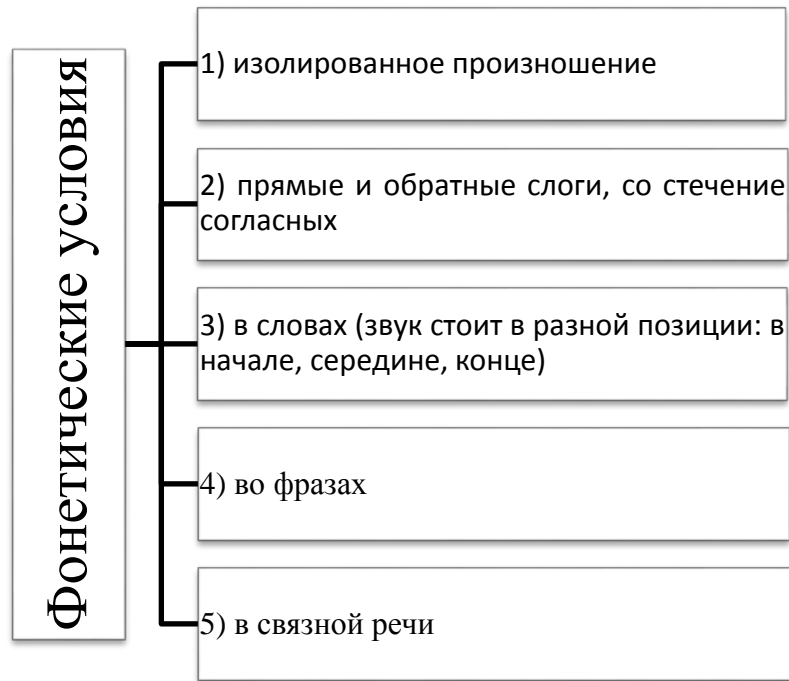 Фонетические условия
1) изолированное произношение
2) прямые и обратные слоги, со стечение
согласных
3) в словах (звук стоит в разной позиции: в
начале, середине, конце)
4) во фразах
5) в связной речи